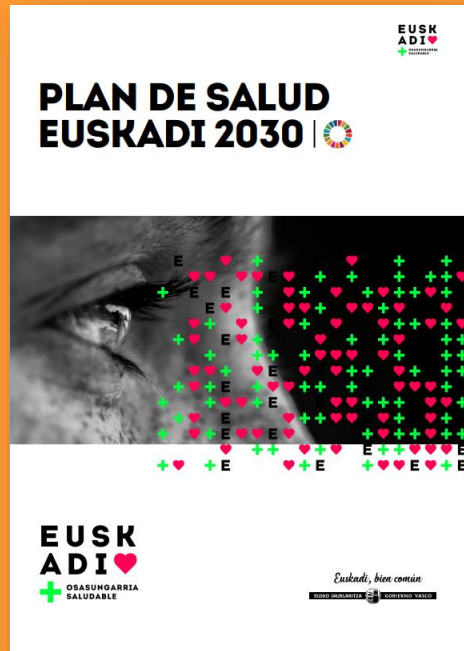 EUSK
ADI
OSASUNGARRIA
SALUDABLE
PLAN DE SALUD
EUSKADI 2030
EUSK
ADI
OSASUNGARRIA
SALUDABLE
Euskadi, bien común
EUSKO JAURLARITZA GOBIERNO VASCO